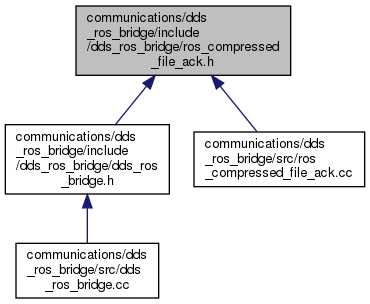 communications/dds
_ros_bridge/include
/dds_ros_bridge/ros_compressed
_file_ack.h
communications/dds
_ros_bridge/include
/dds_ros_bridge/dds_ros
_bridge.h
communications/dds
_ros_bridge/src/ros
_compressed_file_ack.cc
communications/dds
_ros_bridge/src/dds
_ros_bridge.cc